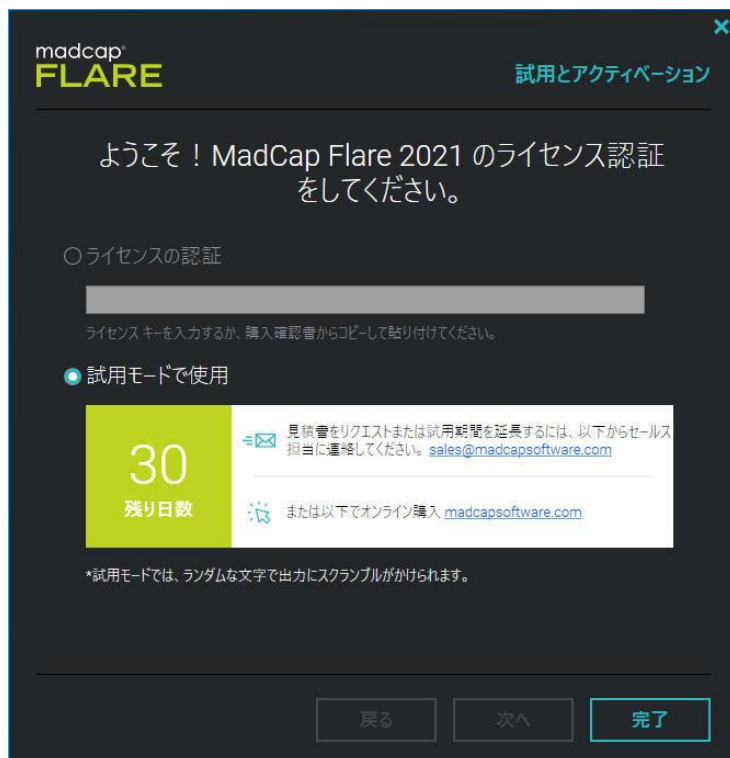 madcap®
FLARE
試用とアクティベーション
ようこそ！MadCap Flare 2021 のライセンス認証
をしてください。
ライセンスの認証
ライセンス キーを入力するか、購入確認書からコピーして貼り付けてください。
試用モードで使用
30
残り日数
見積書をリクエストまたは試用期間を延長するには、以下からセールス
担当に連絡してください。sales@madcapsoftware.com
または以下でオンライン購入 madcapsoftware.com
*試用モードでは、ランダムな文字で出力にスクランブルがかけられます。
戻る
次へ
完了